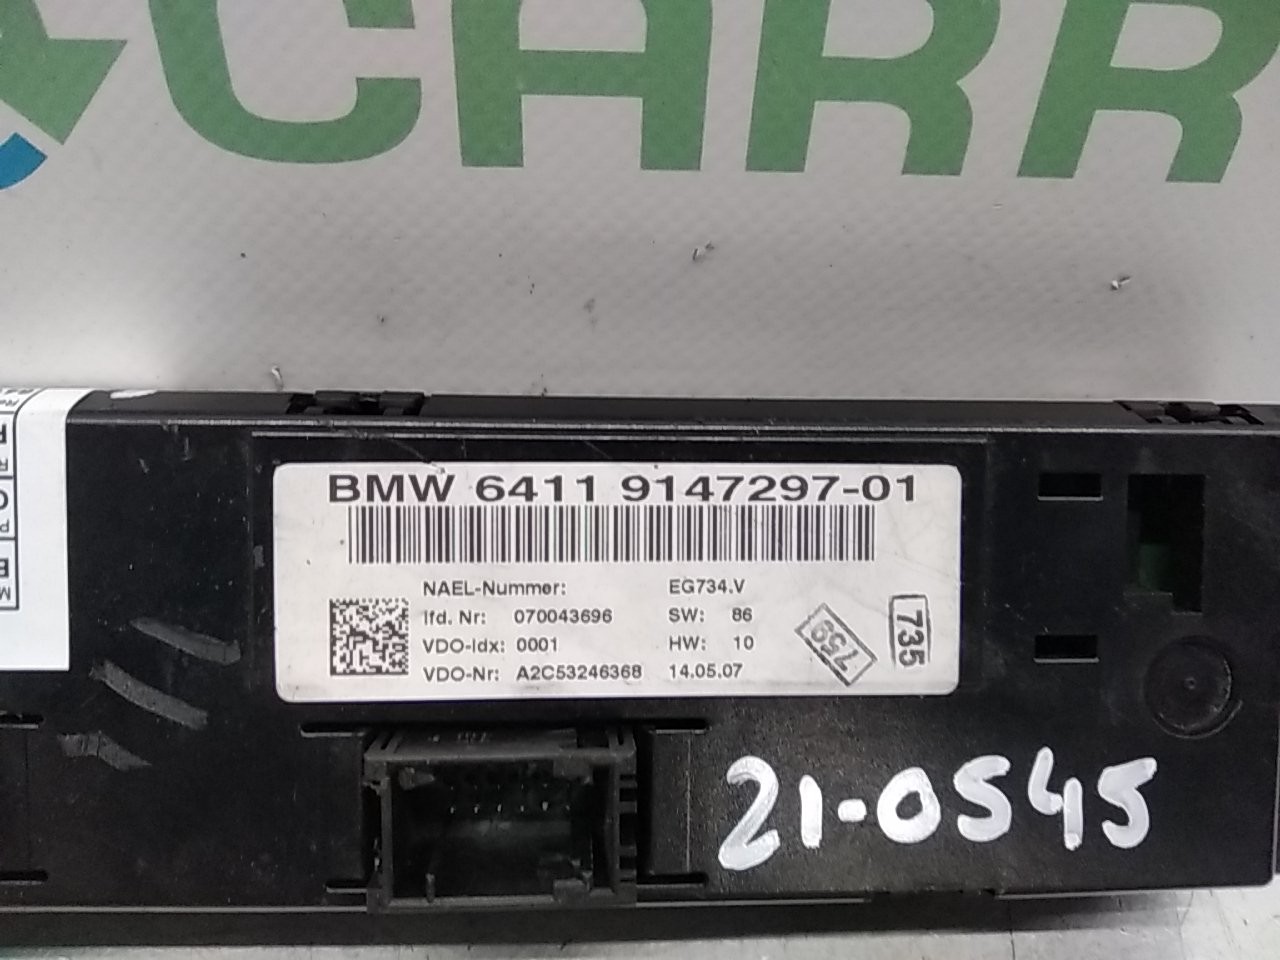 CARR
BMW 6411 9147297-01
NAEL-Nummer: EG734.V
lfd. Nr: 070043696 SW: 86
VDO-Idx: 0001 HW: 10
VDO-Nr: A2C53246368 14.05.07
759
735
21-0545